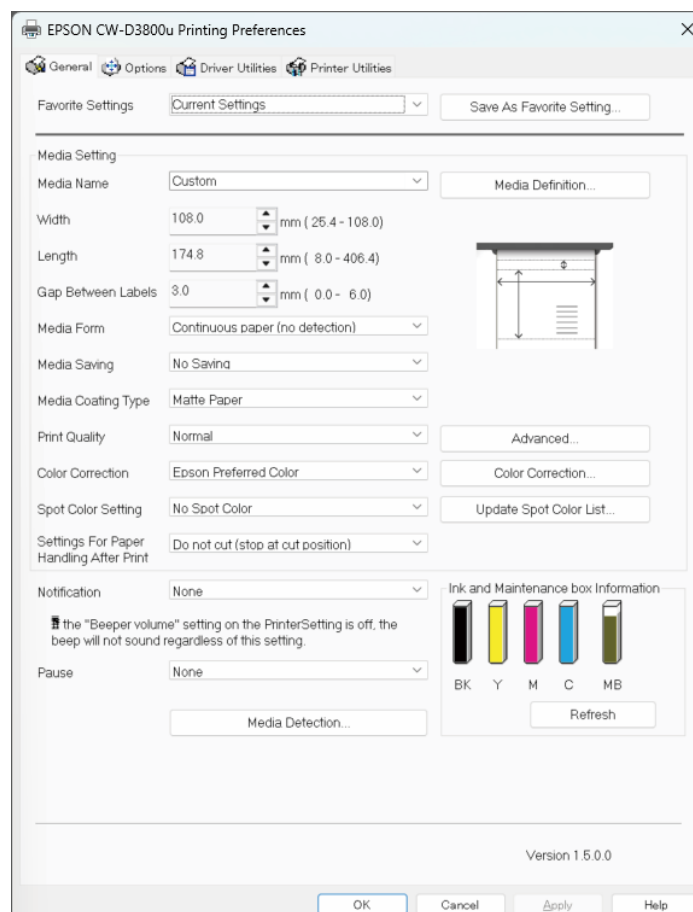 EPSON CW-D3800u Printing Preferences
General Options Driver Utilities Printer Utilities
Favorite Settings Current Settings Save As Favorite Setting...
Media Setting
Media Name Custom Media Definition...
Width 108.0 mm ( 25.4 - 108.0)
Length 174.8 mm ( 8.0 - 406.4)
Gap Between Labels 3.0 mm ( 0.0 - 6.0)
Media Form Continuous paper (no detection)
Media Saving No Saving
Media Coating Type Matte Paper
Print Quality Normal Advanced...
Color Correction Epson Preferred Color Color Correction...
Spot Color Setting No Spot Color Update Spot Color List...
Settings For Paper
Handling After Print Do not cut (stop at cut position)
Notification None
the "Beeper volume" setting on the PrinterSetting is off, the
beep will not sound regardless of this setting.
Pause None
Media Detection...
Ink and Maintenance box Information
BK Y M C MB
Refresh
Version 1.5.0.0
OK Cancel Apply Help